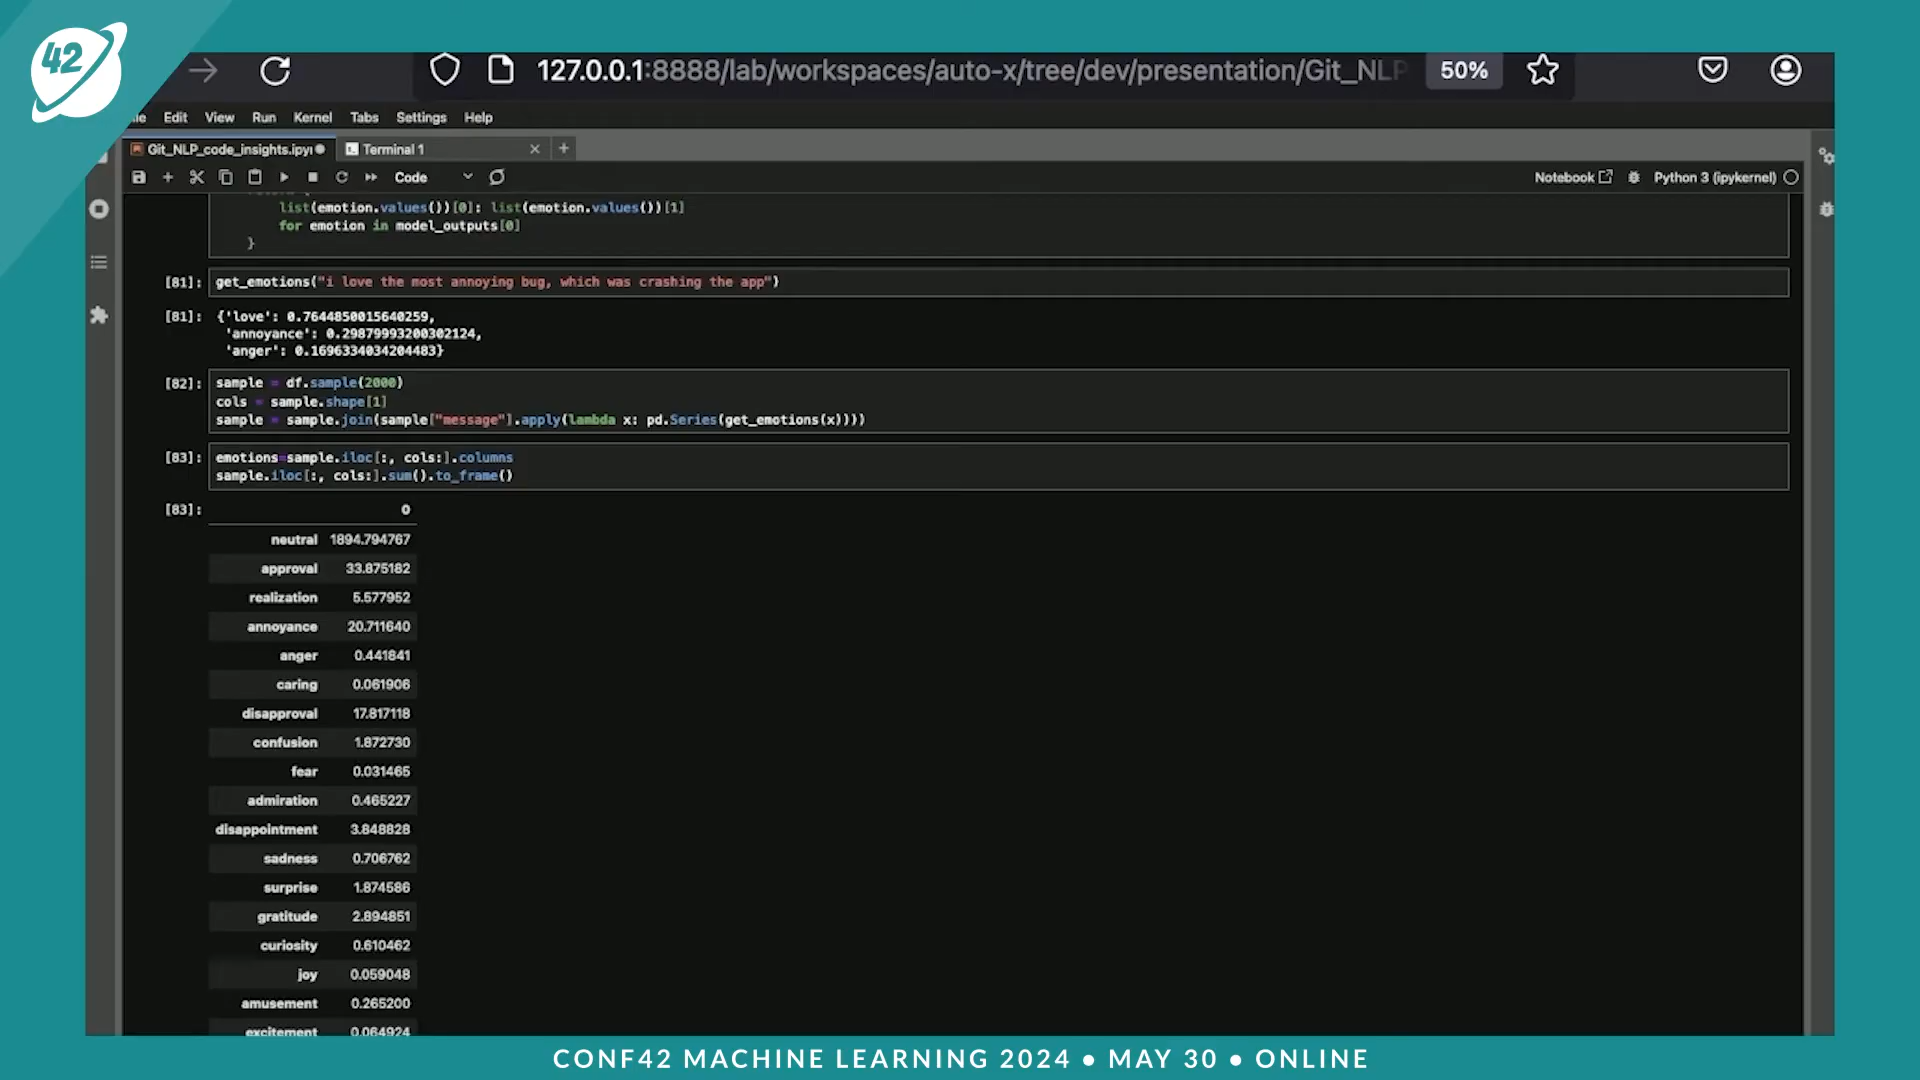 42
127.0.0.1:8888/lab/workspaces/auto-x/tree/dev/presentation/Git_NLP
50%
Edit View Run Kernel Tabs Settings Help
Git_NLP_code_insights.ipyn
Terminal 1
Code
Notebook
Python 3 (ipykernel)
list(emotion.values())[0]: list(emotion.values())[1]
for emotion in model_outputs[0]
}
[81]: get_emotions("i love the most annoying bug, which was crashing the app")
[81]: {'love': 0.7644850015640259,
'annoyance': 0.29879993200302124,
'anger': 0.1696334034204483}
[82]: sample = df.sample(2000)
cols = sample.shape[1]
sample = sample.join(sample["message"].apply(lambda x: pd.Series(get_emotions(x))))
[83]: emotions=sample.iloc[:, cols:].columns
sample.iloc[:, cols:].sum().to_frame()
[83]: 0
neutral 1894.794767
approval 33.875182
realization 5.577952
annoyance 20.711640
anger 0.441841
caring 0.061906
disapproval 17.817118
confusion 1.872730
fear 0.031465
admiration 0.465227
disappointment 3.848828
sadness 0.706762
surprise 1.874586
gratitude 2.894851
curiosity 0.610462
joy 0.059048
amusement 0.265200
excitement 0.064924
CONF42 MACHINE LEARNING 2024 • MAY 30 • ONLINE